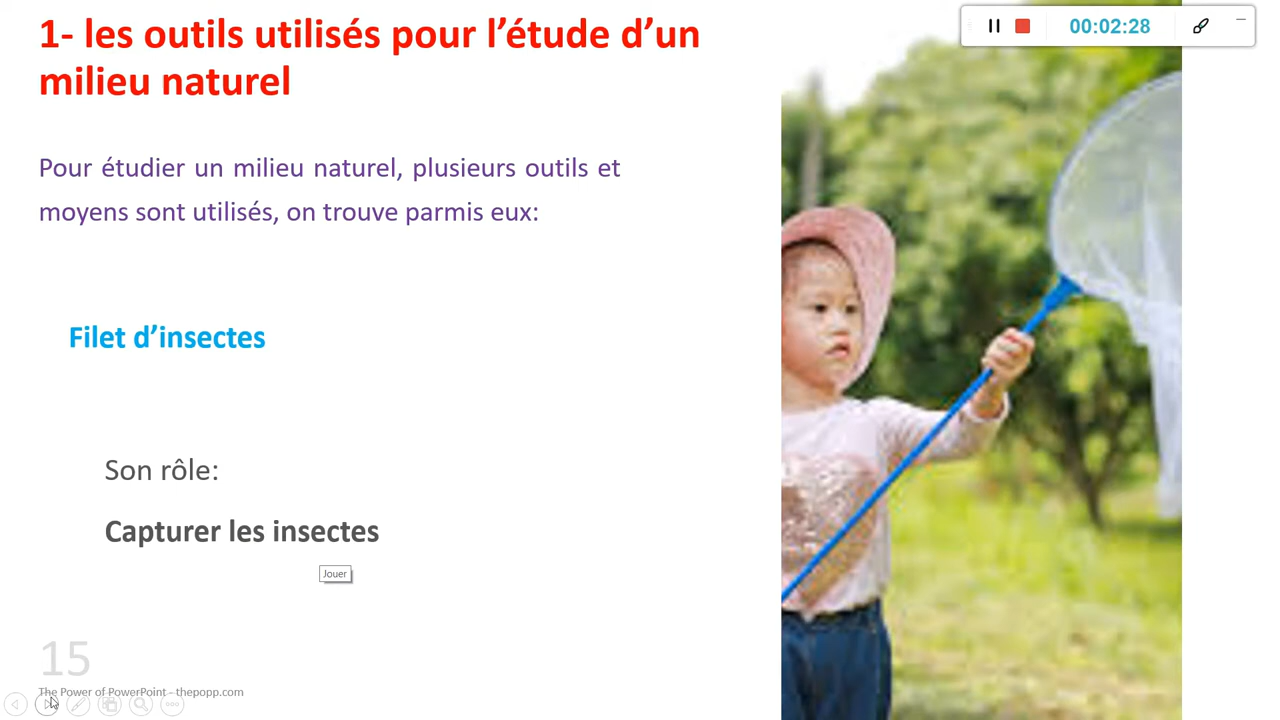 1- les outils utilisés pour l’étude d’un
milieu naturel
00:02:28
Pour étudier un milieu naturel, plusieurs outils et
moyens sont utilisés, on trouve parmis eux:
Filet d’insectes
Son rôle:
Capturer les insectes
Jouer
15
The Power of PowerPoint - thepopp.com